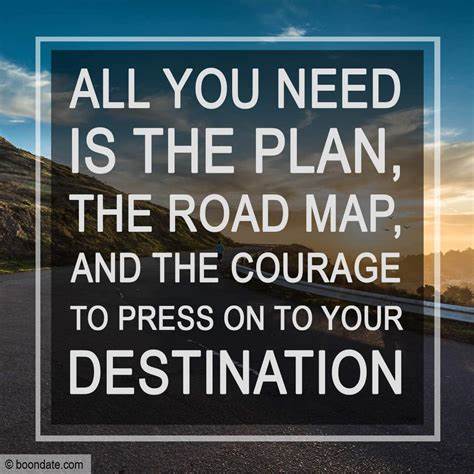 ALL YOU NEED
IS THE PLAN,
THE ROAD MAP,
AND THE COURAGE
TO PRESS ON TO YOUR
DESTINATION
© boondate.com